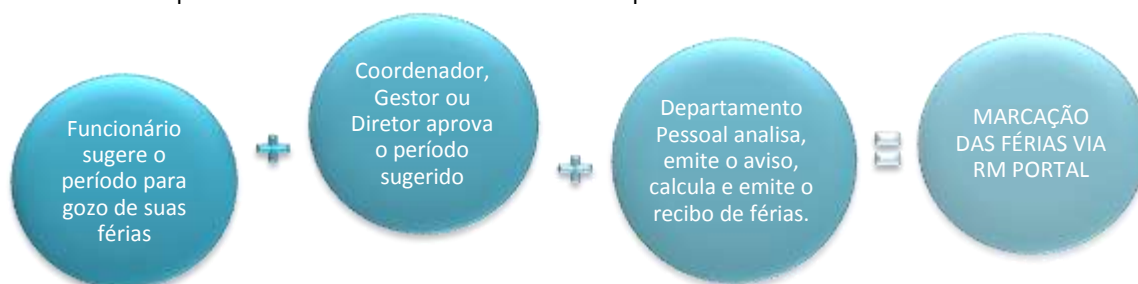 Funcionário
sugere o
período para
gozo de suas
férias
Coordenador,
Gestor ou
Diretor aprova
o período
sugerido
Departamento
Pessoal analisa,
emite o aviso,
calcula e emite o
recibo de férias.
MARCAÇÃO
DAS FÉRIAS VIA
RM PORTAL